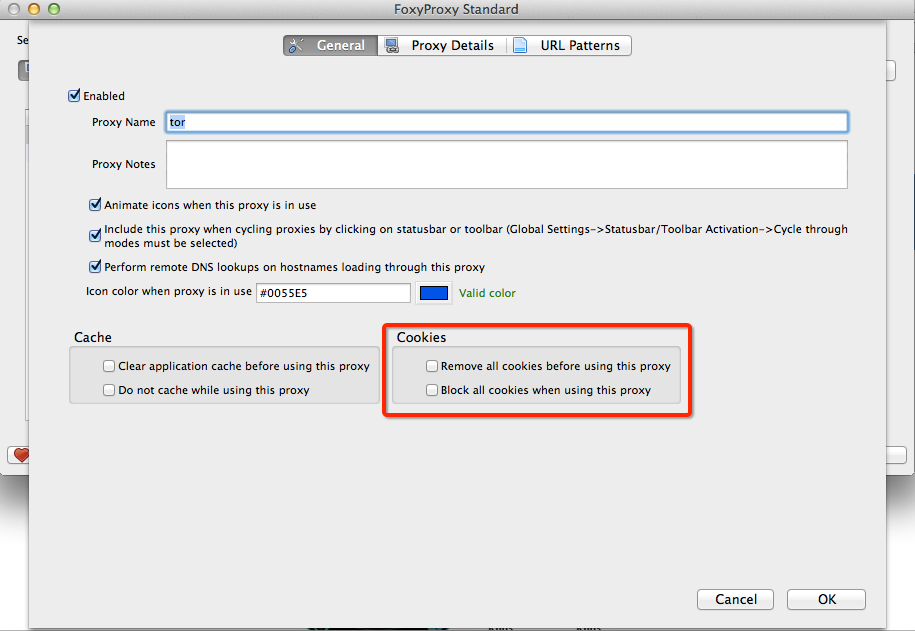 FoxyProxy Standard
Se
General
Proxy Details
URL Patterns
Enabled
Proxy Name
tor
Proxy Notes
Animate icons when this proxy is in use
Include this proxy when cycling proxies by clicking on statusbar or toolbar (Global Settings->Statusbar/Toolbar Activation->Cycle through
modes must be selected)
Perform remote DNS lookups on hostnames loading through this proxy
Icon color when proxy is in use
#0055E5
Valid color
Cache
Cookies
Clear application cache before using this proxy
Remove all cookies before using this proxy
Do not cache while using this proxy
Block all cookies when using this proxy
Cancel
OK